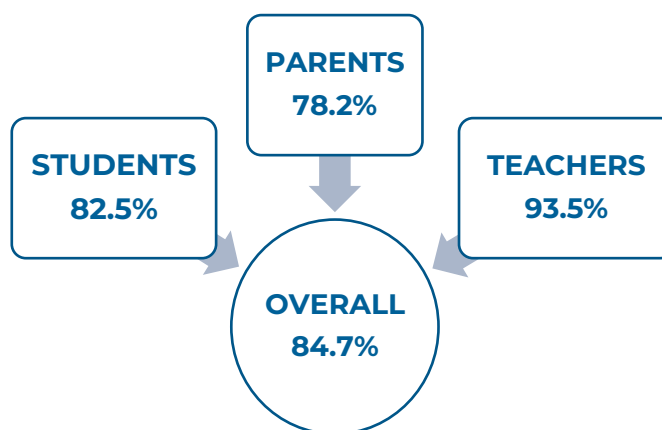 PARENTS
78.2%
STUDENTS
82.5%
TEACHERS
93.5%
OVERALL
84.7%